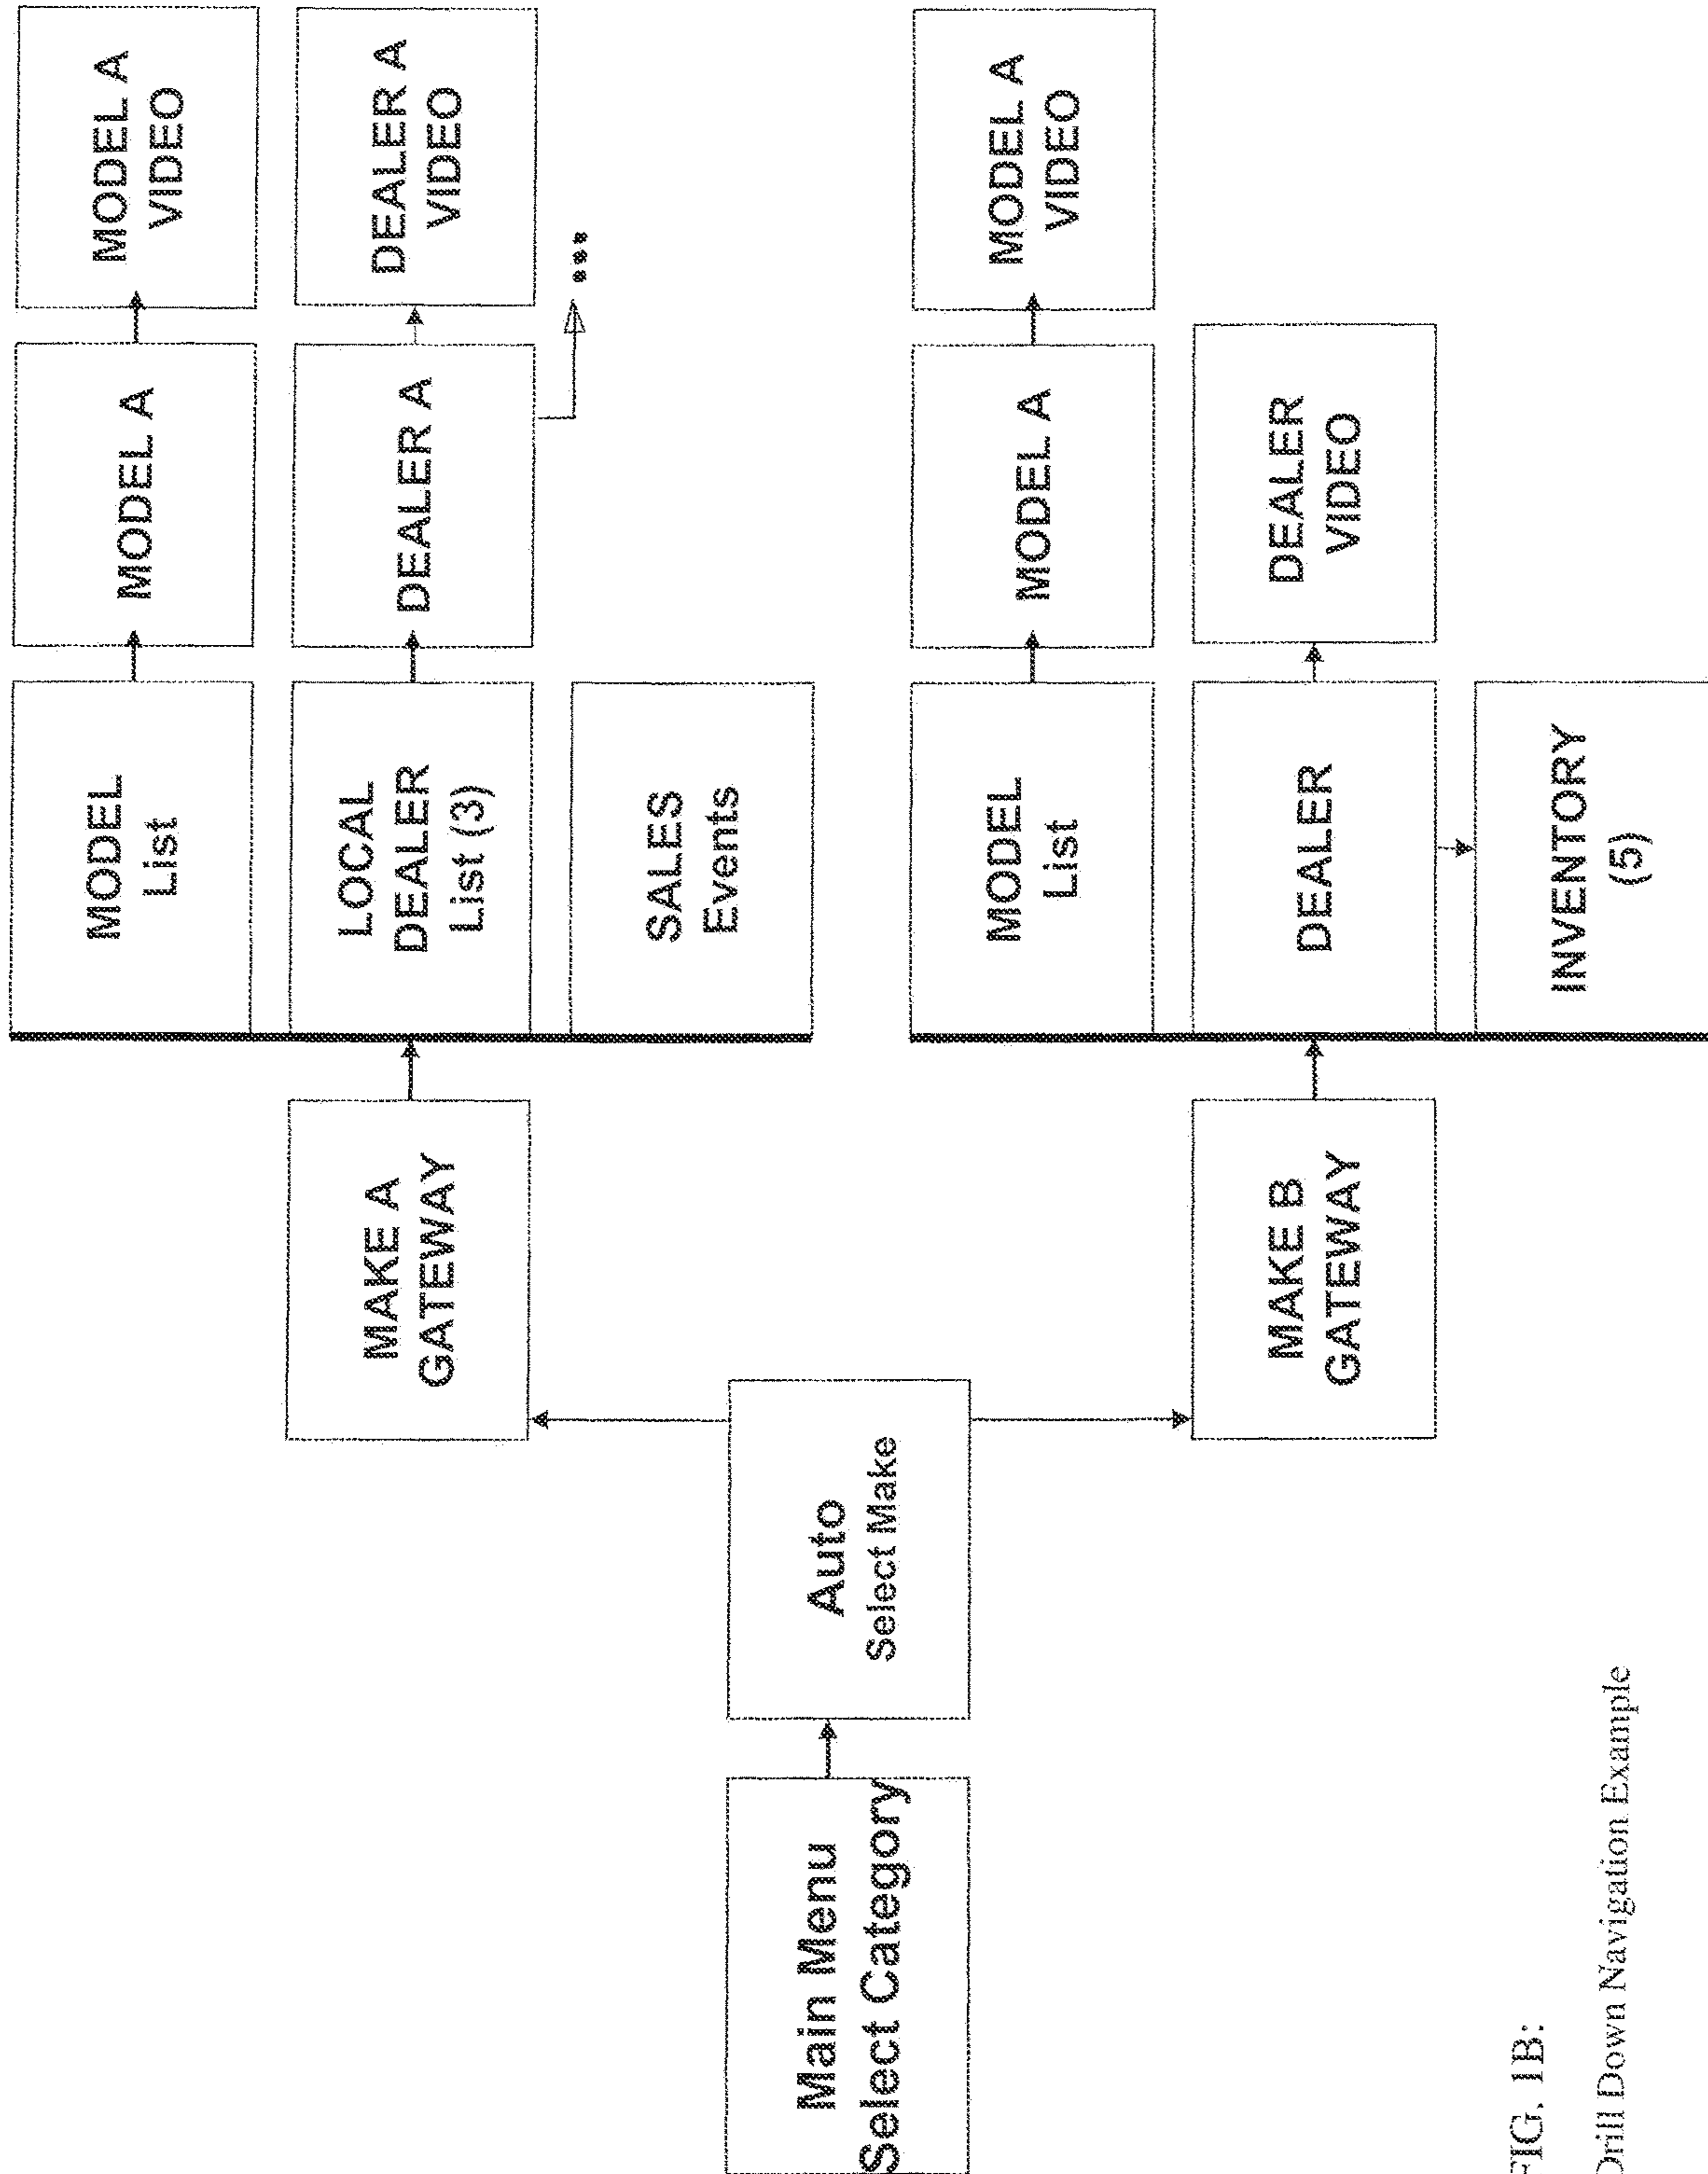 Main Menu
Select Category
Auto
Select Make
MAKE A
GATEWAY
MODEL
List
MODEL A
MODEL A
VIDEO
LOCAL
DEALER
List (3)
DEALER A
DEALER A
VIDEO
...
SALES
Events
MAKE B
GATEWAY
MODEL
List
MODEL A
MODEL A
VIDEO
DEALER
DEALER
VIDEO
INVENTORY
(5)
FIG. 1B:
Drill Down Navigation Example